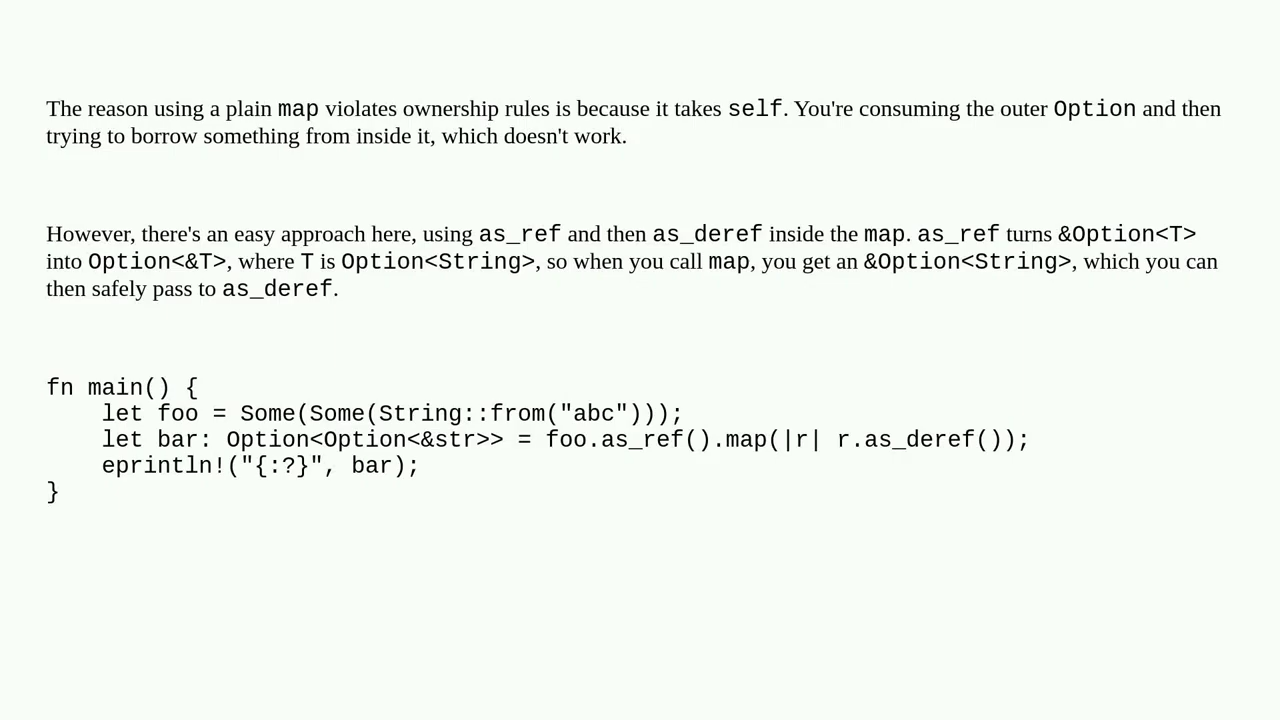 The reason using a plain map violates ownership rules is because it takes self. You're consuming the outer Option and then
trying to borrow something from inside it, which doesn't work.
However, there's an easy approach here, using as_ref and then as_deref inside the map. as_ref turns &Option<T>
into Option<&T>, where T is Option<String>, so when you call map, you get an &Option<String>, which you can
then safely pass to as_deref.
fn main() {
    let foo = Some(Some(String::from("abc")));
    let bar: Option<Option<&str>> = foo.as_ref().map(|r| r.as_deref());
    eprintln!("{:?}", bar);
}